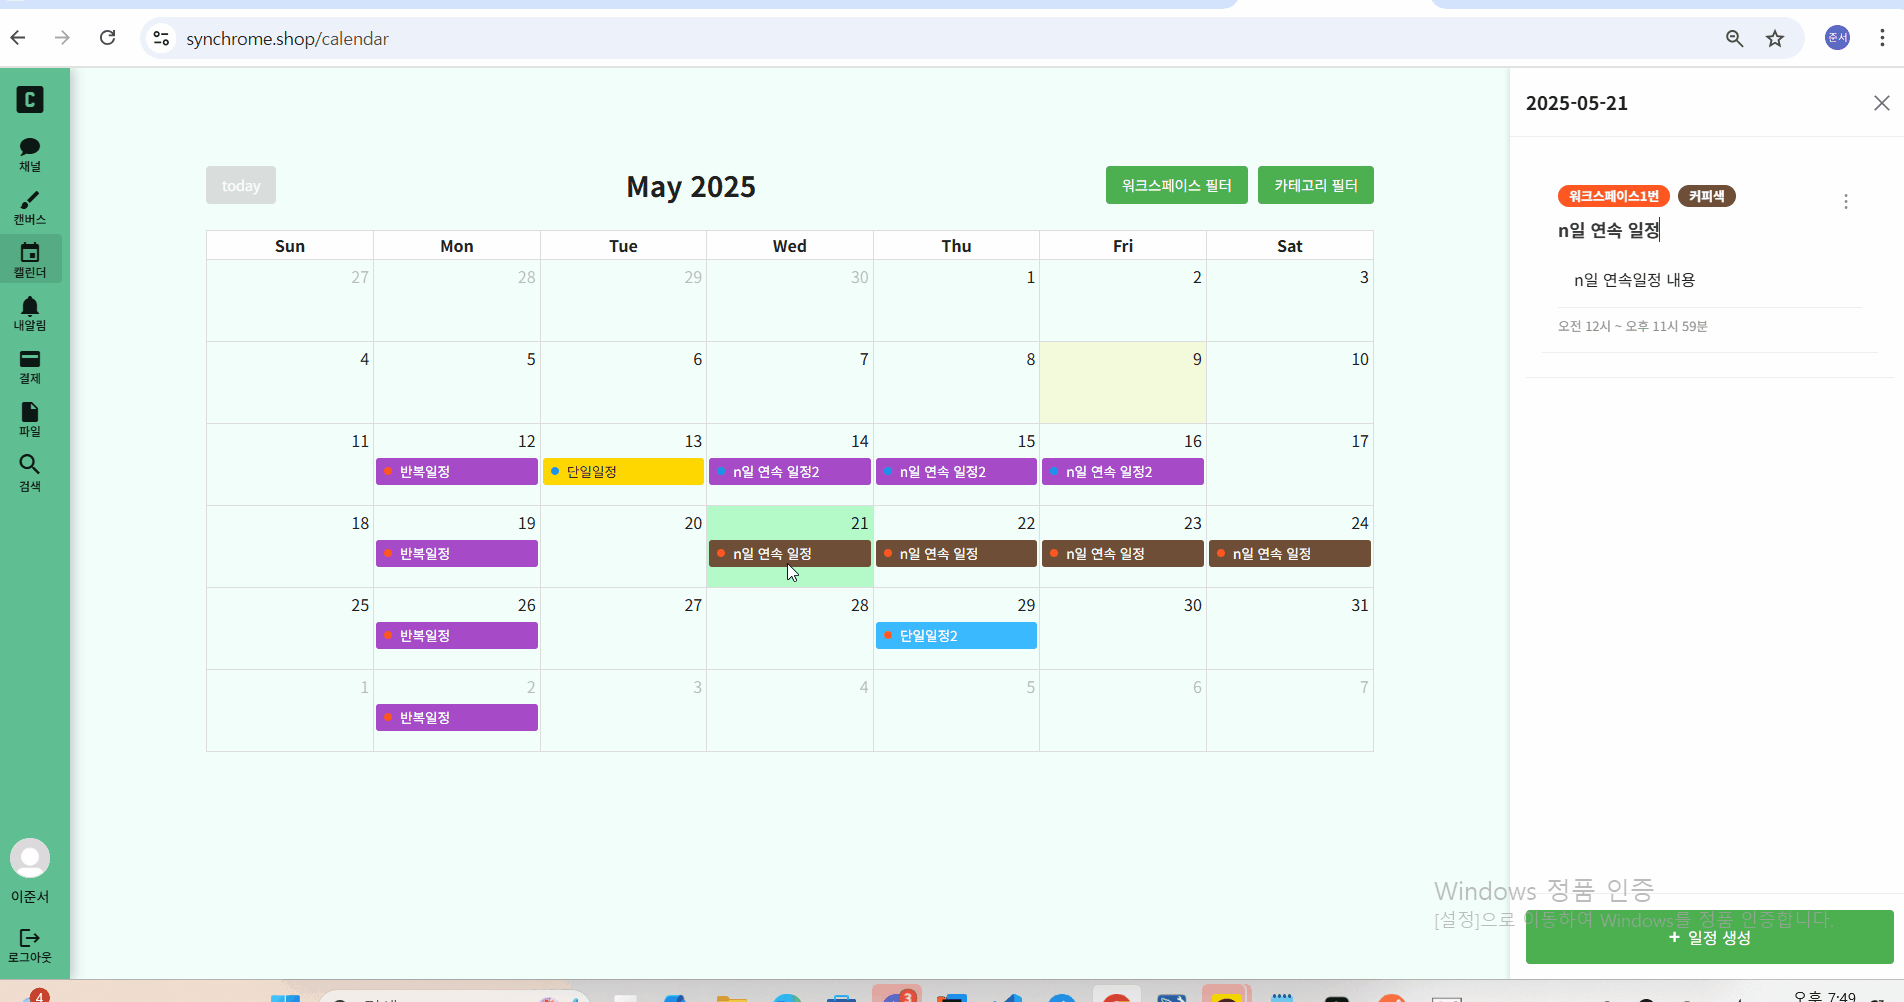 synchrome.shop/calendar
준서
C
채널
캔버스
캘린더
내알림
결제
파일
검색
이준서
로그아웃
today
May 2025
워크스페이스 필터
카테고리 필터
Sun Mon Tue Wed Thu Fri Sat
27 28 29 30 1 2 3
4 5 6 7 8 9 10
11 12 13 14 15 16 17
반복일정 단일일정 n일 연속 일정2 n일 연속 일정2 n일 연속 일정2
18 19 20 21 22 23 24
반복일정 n일 연속 일정 n일 연속 일정 n일 연속 일정 n일 연속 일정
25 26 27 28 29 30 31
반복일정 단일일정2
1 2 3 4 5 6 7
반복일정
2025-05-21
워크스페이스1번 커피색
n일 연속 일정
n일 연속일정 내용
오전 12시 ~ 오후 11시 59분
Windows 정품 인증
[설정]으로 이동하여 Windows를 정품 인증합니다.
+ 일정 생성
4
3
오후 7:49